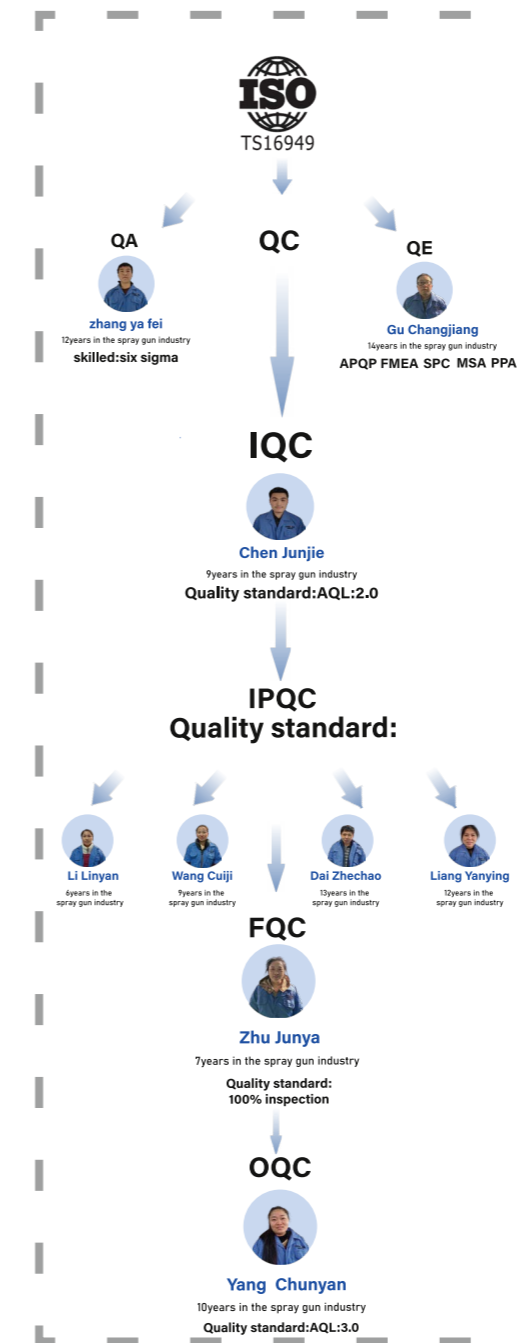 ISO
TS16949
QA
QC
QE
zhang ya fei
12years in the spray gun industry
skilled:six sigma
Gu Changjiang
14years in the spray gun industry
APQP FMEA SPC MSA PPA
IQC
Chen Junjie
9years in the spray gun industry
Quality standard:AQL:2.0
IPQC
Quality standard:
Li Linyan
6years in the
spray gun industry
Wang Cuiji
9years in the
spray gun industry
Dai Zhechao
13years in the
spray gun industry
Liang Yanying
12years in the
spray gun industry
FQC
Zhu Junya
7years in the spray gun industry
Quality standard:
100% inspection
OQC
Yang Chunyan
10years in the spray gun industry
Quality standard:AQL:3.0